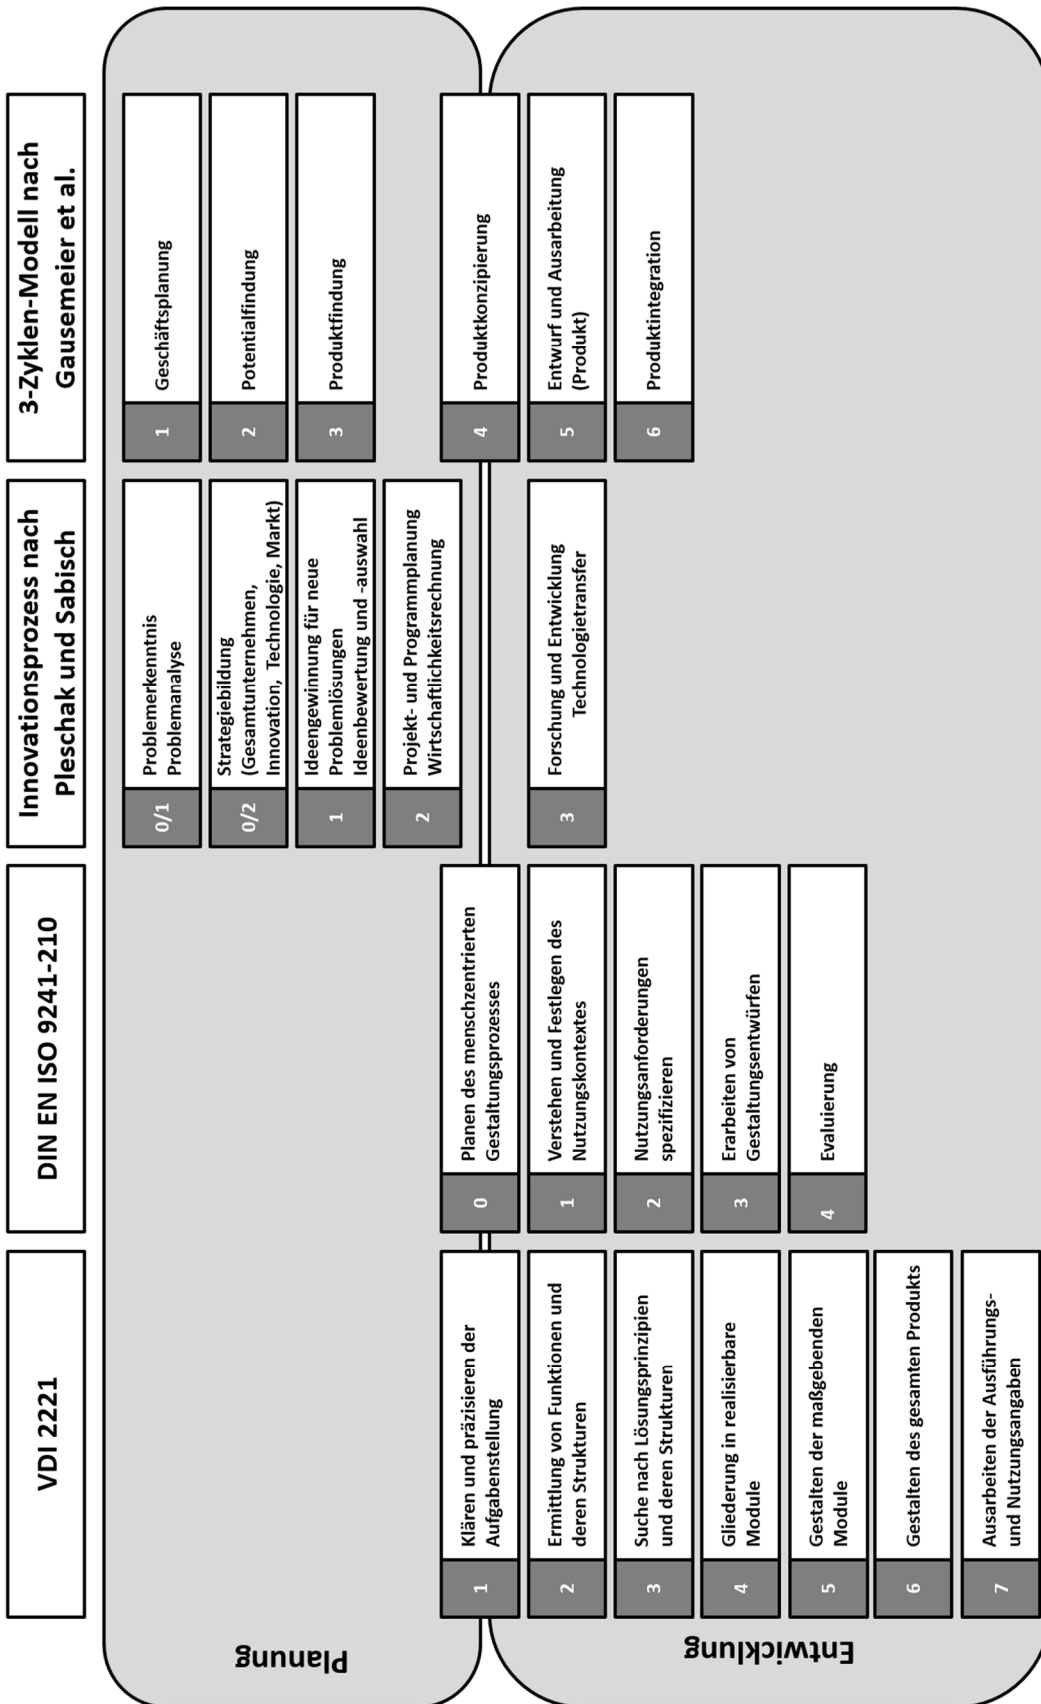 VDI 2221
DIN EN ISO 9241-210
Innovationsprozess nach
Pleschak und Sabisch
3-Zyklen-Modell nach
Gausemeier et al.
Planung
0/1
Problemerkenntnis
Problemanalyse
0/2
Strategiebildung
(Gesamtunternehmen,
Innovation, Technologie, Markt)
1
Ideengewinnung für neue
Problemlösungen
Ideenbewertung und -auswahl
2
Projekt- und Programmplanung
Wirtschaftlichkeitsrechnung
1
Geschäftsplanung
2
Potentialfindung
3
Produktfindung
Entwicklung
1
Klären und präzisieren der
Aufgabenstellung
2
Ermittlung von Funktionen und
deren Strukturen
3
Suche nach Lösungsprinzipien
und deren Strukturen
4
Gliederung in realisierbare
Module
5
Gestalten der maßgebenden
Module
6
Gestalten des gesamten Produkts
7
Ausarbeiten der Ausführungs-
und Nutzungsangaben
0
Planen des menschzentrierten
Gestaltungsprozesses
1
Verstehen und Festlegen des
Nutzungskontextes
2
Nutzungsanforderungen
spezifizieren
3
Erarbeiten von
Gestaltungsentwürfen
4
Evaluierung
3
Forschung und Entwicklung
Technologietransfer
4
Produktkonzipierung
5
Entwurf und Ausarbeitung
(Produkt)
6
Produktintegration